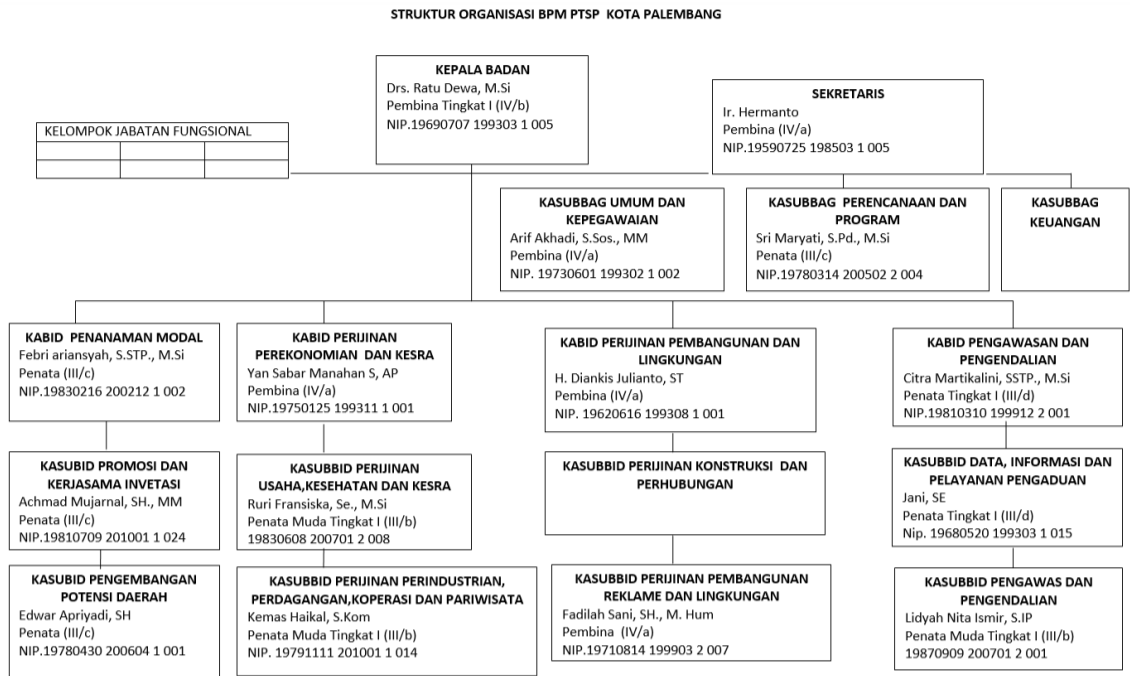 STRUKTUR ORGANISASI BPM PTSP KOTA PALEMBANG
KEPALA BADAN
Drs. Ratu Dewa, M.Si
Pembina Tingkat I (IV/b)
NIP.19690707 199303 1 005
SEKRETARIS
Ir. Hermanto
Pembina (IV/a)
NIP.19590725 198503 1 005
KELOMPOK JABATAN FUNGSIONAL
KASUBBAG UMUM DAN
KEPEGAWAIAN
Arif Akhadi, S.Sos., MM
Pembina (IV/a)
NIP. 19730601 199302 1 002
KASUBBAG PERENCANAAN DAN
PROGRAM
Sri Maryati, S.Pd., M.Si
Penata (III/c)
NIP.19780314 200502 2 004
KASUBBAG
KEUANGAN
KABID PENANAMAN MODAL
Febri ariansyah, S.STP., M.Si
Penata (III/c)
NIP.19830216 200212 1 002
KABID PERIJINAN
PEREKONOMIAN DAN KESRA
Yan Sabar Manahan S, AP
Pembina (IV/a)
NIP.19750125 199311 1 001
KABID PERIJINAN PEMBANGUNAN DAN
LINGKUNGAN
H. Diankis Julianto, ST
Pembina (IV/a)
NIP. 19620616 199308 1 001
KABID PENGAWASAN DAN
PENGENDALIAN
Citra Martikalini, SSTP., M.Si
Penata Tingkat I (III/d)
NIP.19810310 199912 2 001
KASUBID PROMOSI DAN
KERJASAMA INVETASI
Achmad Mujarnal, SH., MM
Penata (III/c)
NIP.19810709 201001 1 024
KASUBBID PERIJINAN
USAHA,KESEHATAN DAN KESRA
Ruri Fransiska, Se., M.Si
Penata Muda Tingkat I (III/b)
19830608 200701 2 008
KASUBBID PERIJINAN KONSTRUKSI DAN
PERHUBUNGAN
KASUBBID DATA, INFORMASI DAN
PELAYANAN PENGADUAN
Jani, SE
Penata Tingkat I (III/d)
Nip. 19680520 199303 1 015
KASUBID PENGEMBANGAN
POTENSI DAERAH
Edwar Apriyadi, SH
Penata (III/c)
NIP.19780430 200604 1 001
KASUBBID PERIJINAN PERINDUSTRIAN,
PERDAGANGAN,KOPERASI DAN PARIWISATA
Kemas Haikal, S.Kom
Penata Muda Tingkat I (III/b)
NIP. 19791111 201001 1 014
KASUBBID PERIJINAN PEMBANGUNAN
REKLAME DAN LINGKUNGAN
Fadilah Sani, SH., M. Hum
Pembina (IV/a)
NIP.19710814 199903 2 007
KASUBBID PENGAWAS DAN
PENGENDALIAN
Lidyah Nita Ismir, S.IP
Penata Muda Tingkat I (III/b)
19870909 200701 2 001